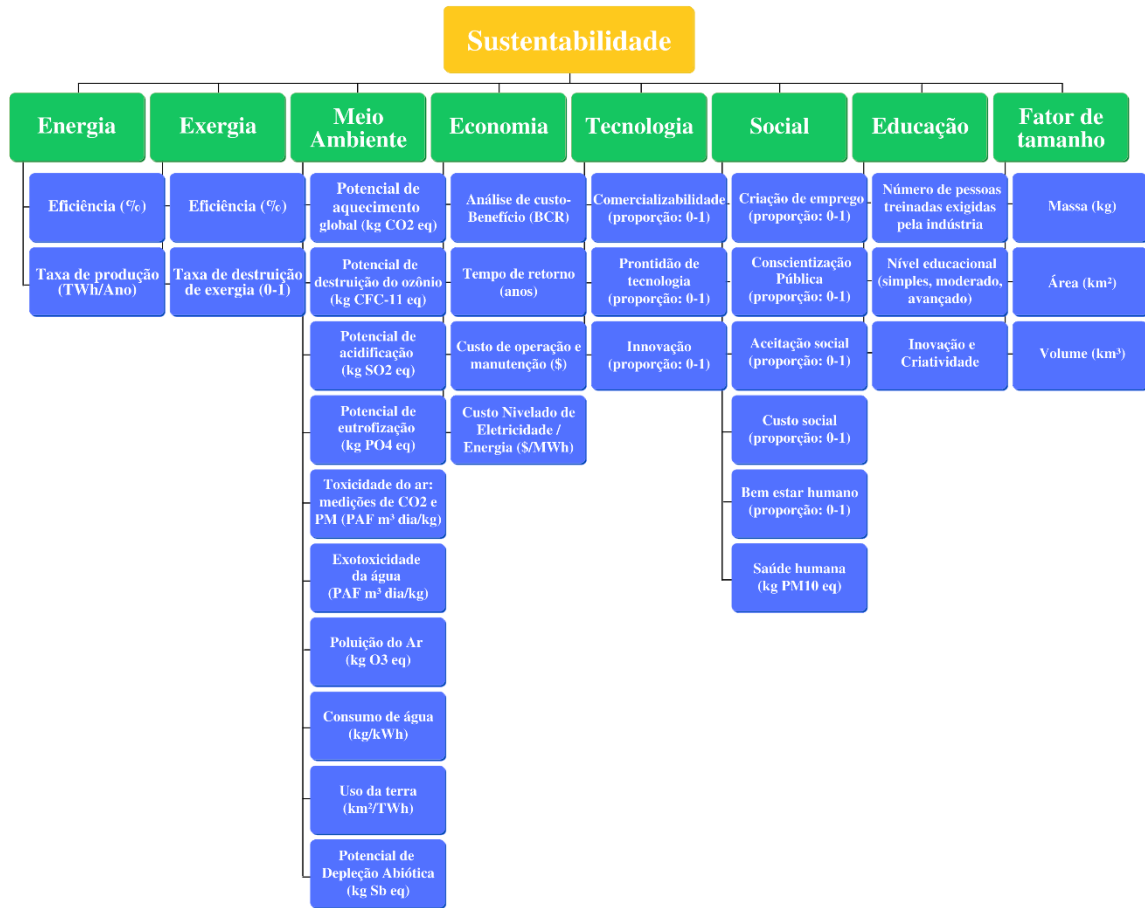 Sustentabilidade
Energia
Eficiência (%)
Taxa de produção
(TWh/Ano)
Exergia
Eficiência (%)
Taxa de destruição
de exergia (0-1)
Meio
Ambiente
Potencial de
aquecimento
global (kg CO2 eq)
Potencial de
destruição do ozônio
(kg CFC-11 eq)
Potencial de
acidificação
(kg SO2 eq)
Potencial de
eutrofização
(kg PO4 eq)
Toxicidade do ar:
medições de CO2 e
PM (PAF m³ dia/kg)
Exotoxicidade
da água
(PAF m³ dia/kg)
Poluição do Ar
(kg O3 eq)
Consumo de água
(kg/kWh)
Uso da terra
(km²/TWh)
Potencial de
Depleção Abiótica
(kg Sb eq)
Economia
Análise de custo-
Benefício (BCR)
Tempo de retorno
(anos)
Custo de operação e
manutenção ($)
Custo Nivelado de
Eletricidade /
Energia ($/MWh)
Tecnologia
Comercializabilidade
(proporção: 0-1)
Prontidão de
tecnologia
(proporção: 0-1)
Innovação
(proporção: 0-1)
Social
Criação de emprego
(proporção: 0-1)
Conscientização
Pública
(proporção: 0-1)
Aceitação social
(proporção: 0-1)
Custo social
(proporção: 0-1)
Bem estar humano
(proporção: 0-1)
Saúde humana
(kg PM10 eq)
Educação
Número de pessoas
treinadas exigidas
pela indústria
Nível educacional
(simples, moderado,
avançado)
Inovação e
Criatividade
Fator de
tamanho
Massa (kg)
Área (km²)
Volume (km³)